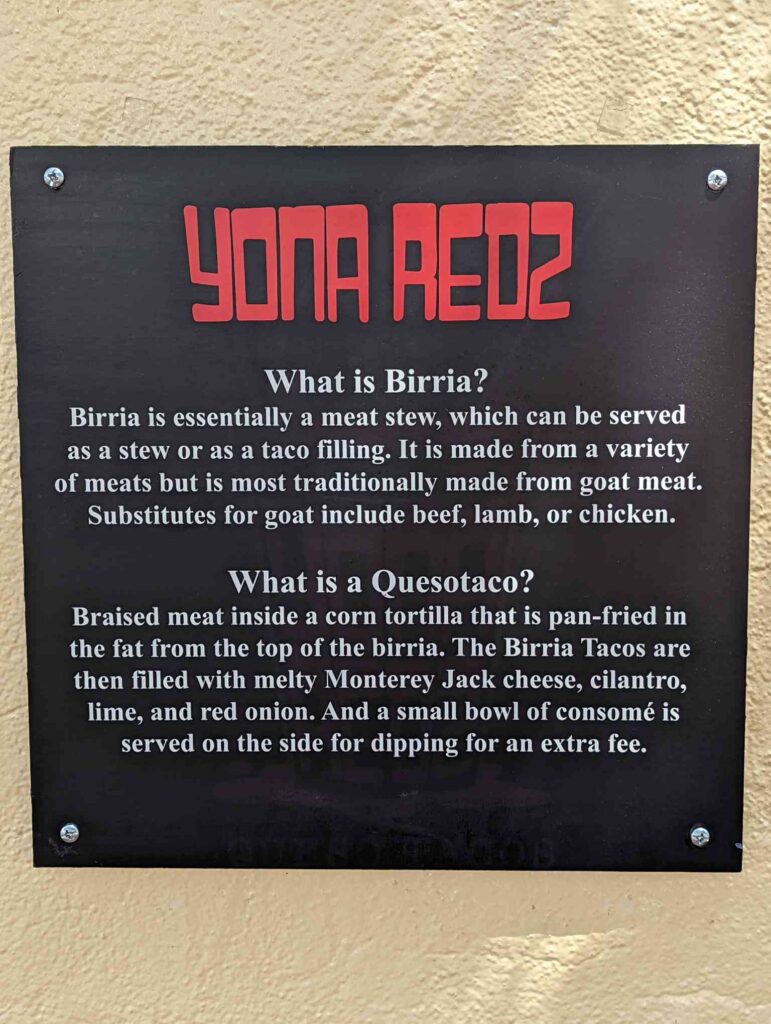 YONA REDZ
What is Birria?
Birria is essentially a meat stew, which can be served
as a stew or as a taco filling. It is made from a variety
of meats but is most traditionally made from goat meat.
Substitutes for goat include beef, lamb, or chicken.
What is a Quesotaco?
Braised meat inside a corn tortilla that is pan-fried in
the fat from the top of the birria. The Birria Tacos are
then filled with melty Monterey Jack cheese, cilantro,
lime, and red onion. And a small bowl of consomé is
served on the side for dipping for an extra fee.